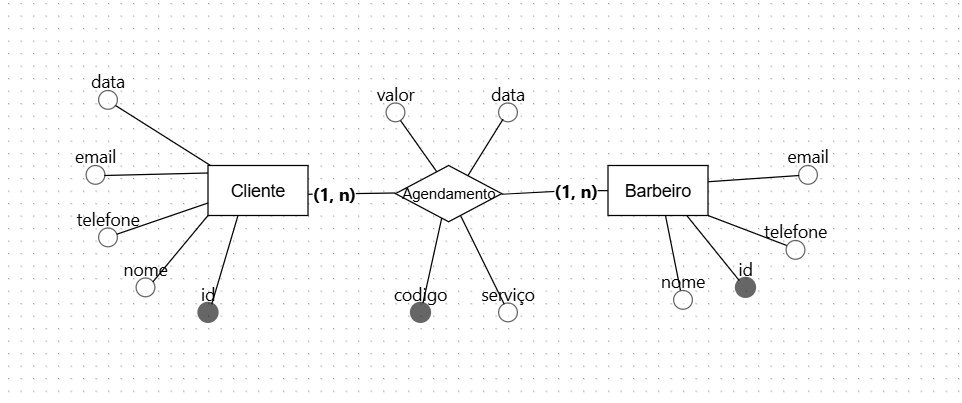 data
valor
data
email
email
Cliente
(1, n)
Agendamento
(1, n)
Barbeiro
telefone
telefone
nome
id
nome
id
codigo
serviço